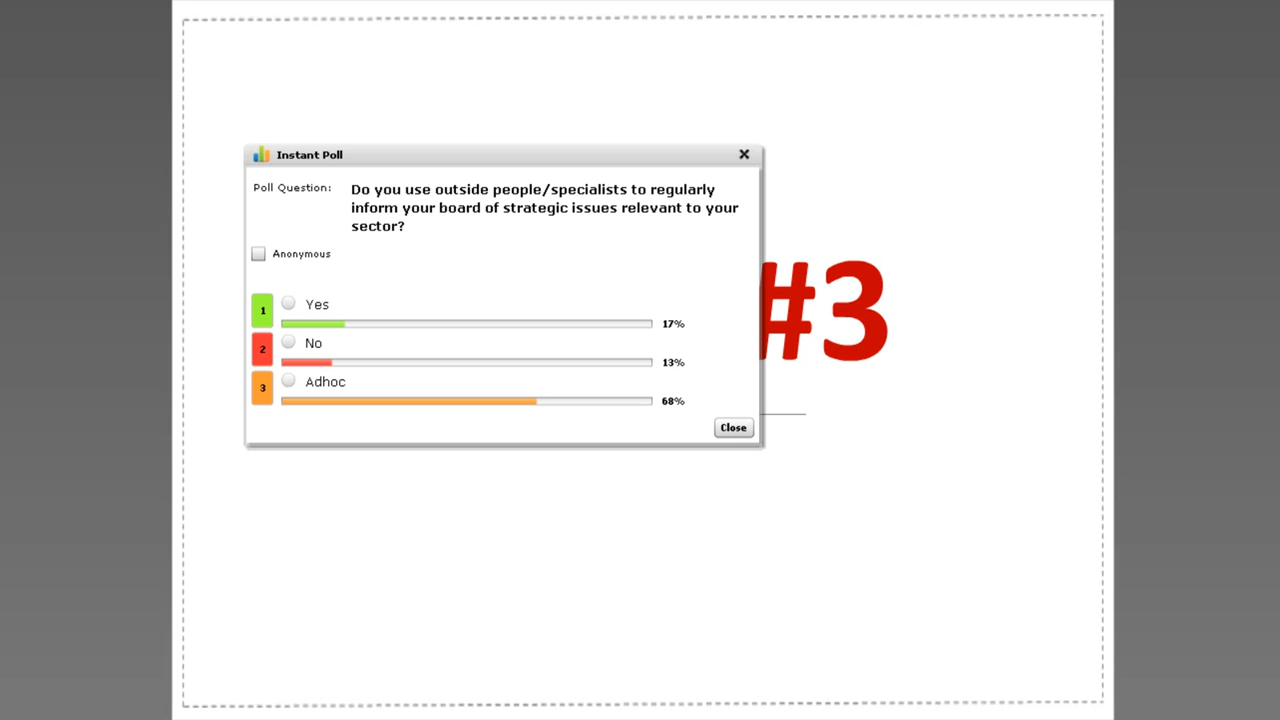 Instant Poll
Poll Question:
Do you use outside people/specialists to regularly
inform your board of strategic issues relevant to your
sector?
Anonymous
1
Yes
17%
2
No
13%
3
Adhoc
68%
Close
#3